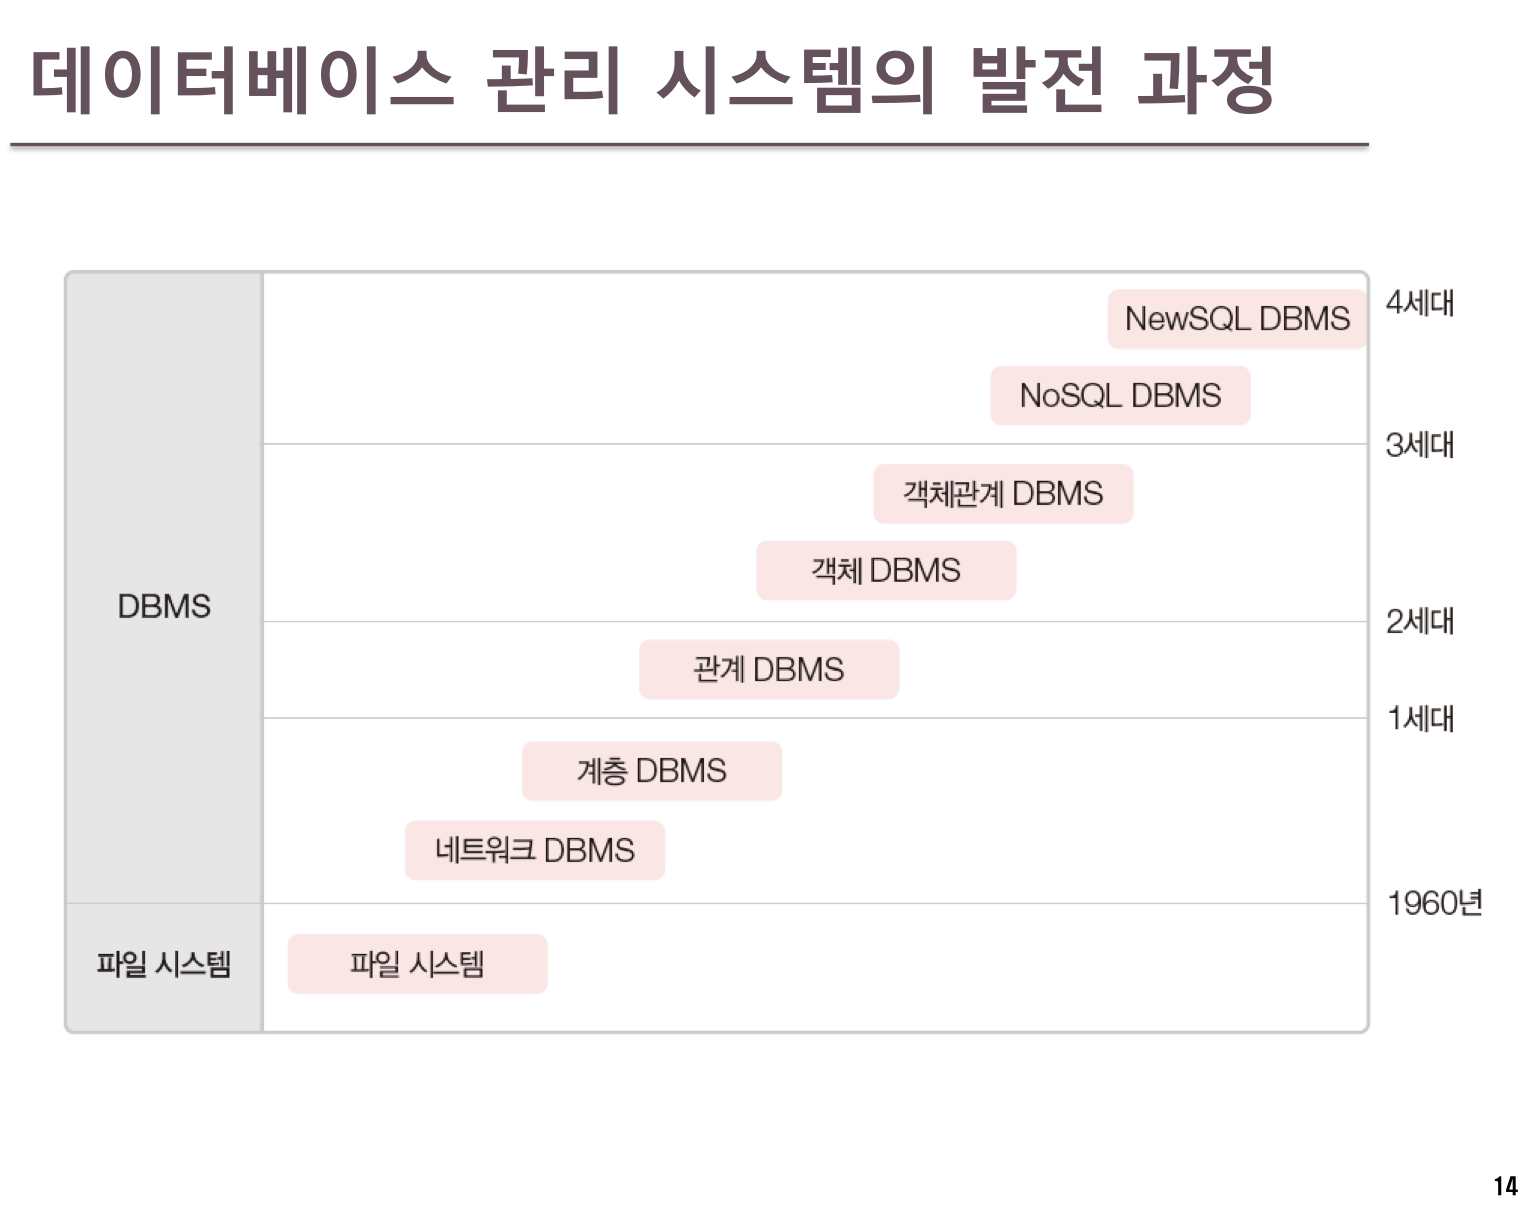 데이터베이스 관리 시스템의 발전 과정
4세대
NewSQL DBMS
NoSQL DBMS
3세대
객체관계 DBMS
객체 DBMS
DBMS
2세대
관계 DBMS
1세대
계층 DBMS
네트워크 DBMS
1960년
파일 시스템
파일 시스템
14